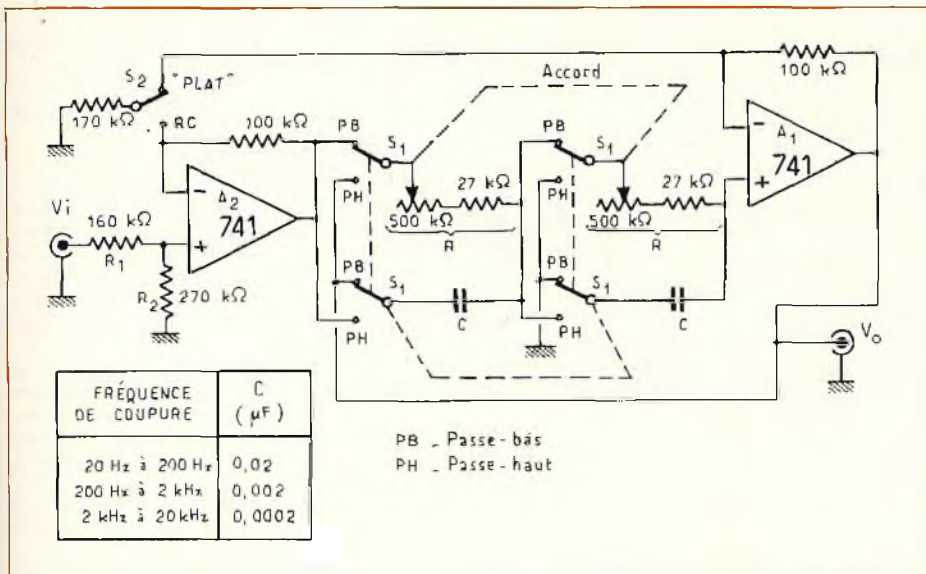 S2
"PLAT"
170 kΩ
RC
100 kΩ
Accord
100 kΩ
PB
S1
PB
S1
PH
PH
27 kΩ
27 kΩ
500 kΩ
500 kΩ
R
R
A1
741
A2
741
Vi
160 kΩ
R1
R2
270 kΩ
PB
S1
PB
S1
PH
C
PH
C
Vo
FRÉQUENCE
DE COUPURE
C
(μF)
20 Hz à 200 Hz 0,02
200 Hz à 2 kHz 0,002
2 kHz à 20kHz 0,0002
PB _ Passe-bas
PH _ Passe-haut